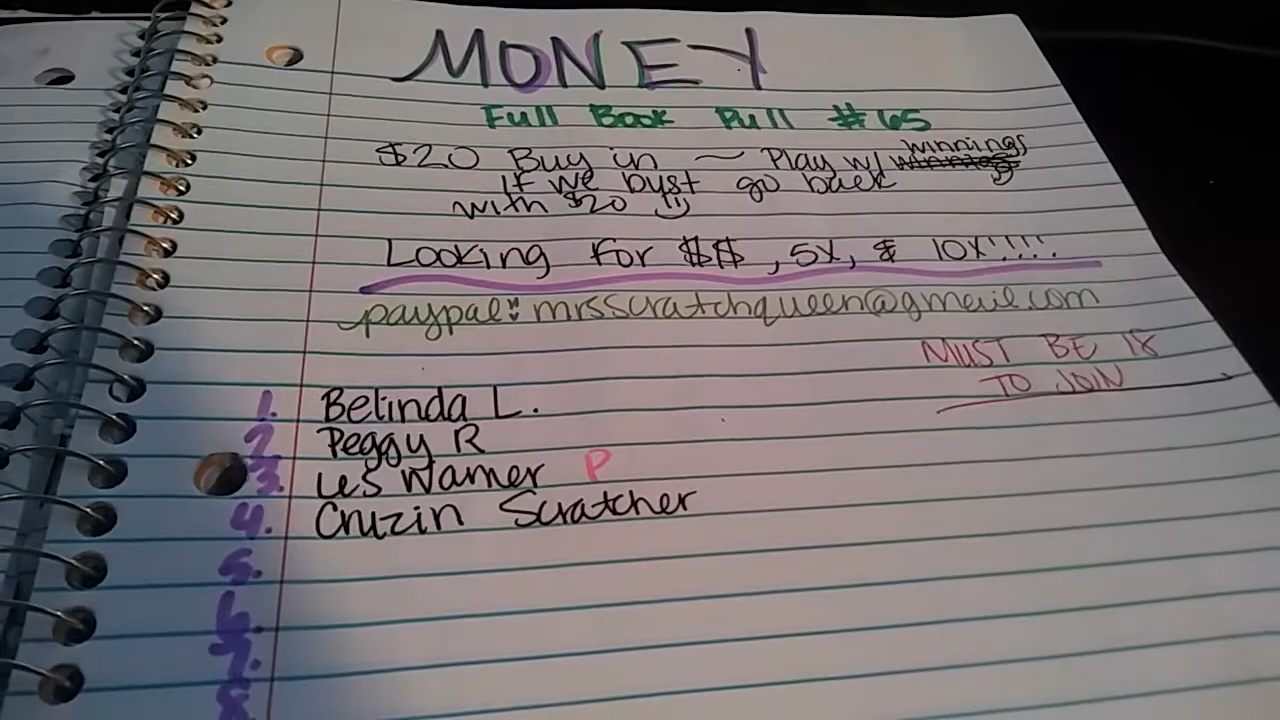 MONEY
Full Book Pull #65
$20 Buy in ~ Play w/ winnings
If we byst go back
with $20 :)
Looking For $$, 5X, & 10X!!!!
paypal: mrsscratchqueen@gmail.com
MUST BE 18
TO JOIN
1. Belinda L.
2. Peggy R
3. Les Warner P
4. Cruzin Scratcher
5.
6.
7.
8.